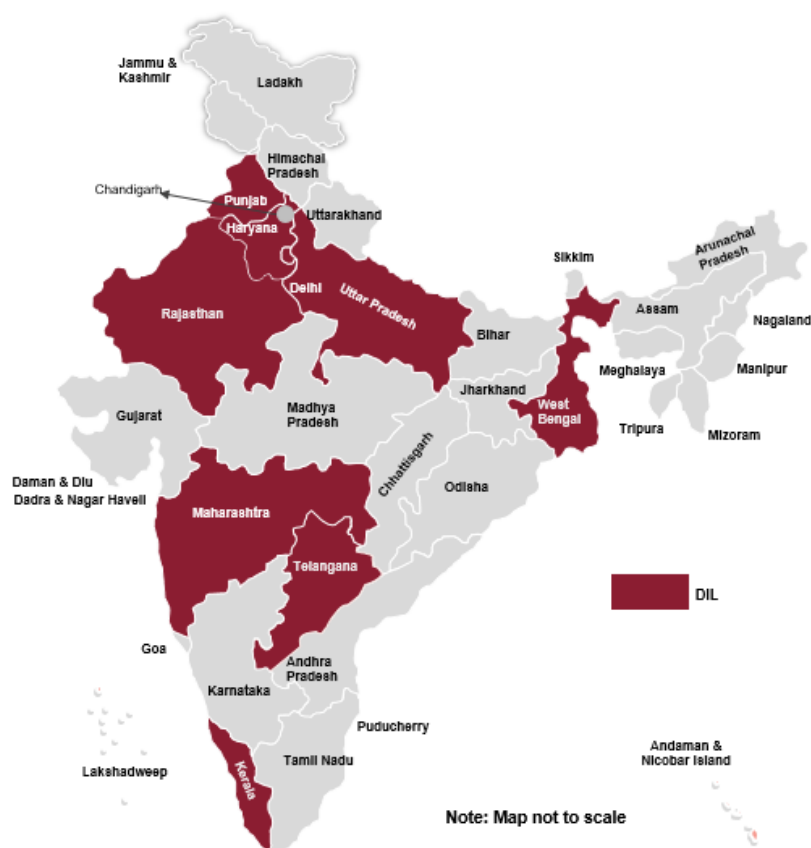 Jammu &
Kashmir
Ladakh
Himachal
Pradesh
Chandigarh
Punjab
Uttarakhand
Haryana
Arunachal
Pradesh
Sikkim
Delhi
Uttar Pradesh
Rajasthan
Assam
Nagaland
Bihar
Meghalaya
Manipur
Jharkhand
West
Bengal
Gujarat
Madhya
Pradesh
Tripura
Mizoram
Chhattisgarh
Daman & Diu
Dadra & Nagar Haveli
Odisha
Maharashtra
Telangana
DIL
Goa
Andhra
Pradesh
Karnataka
Puducherry
Andaman &
Nicobar Island
Lakshadweep
Kerala
Tamil Nadu
Note: Map not to scale